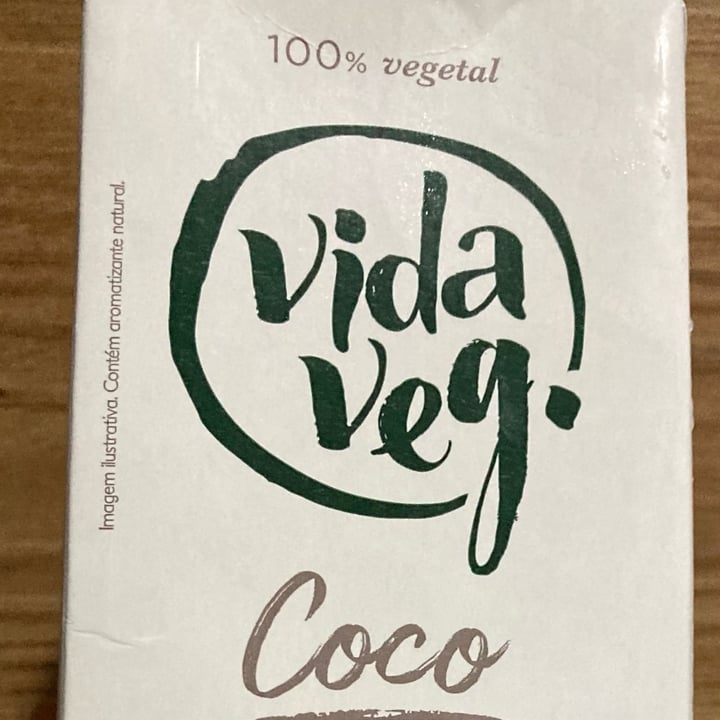 100% vegetal
vida
veg.
Coco
Imagem ilustrativa. Contém aromatizante natural.